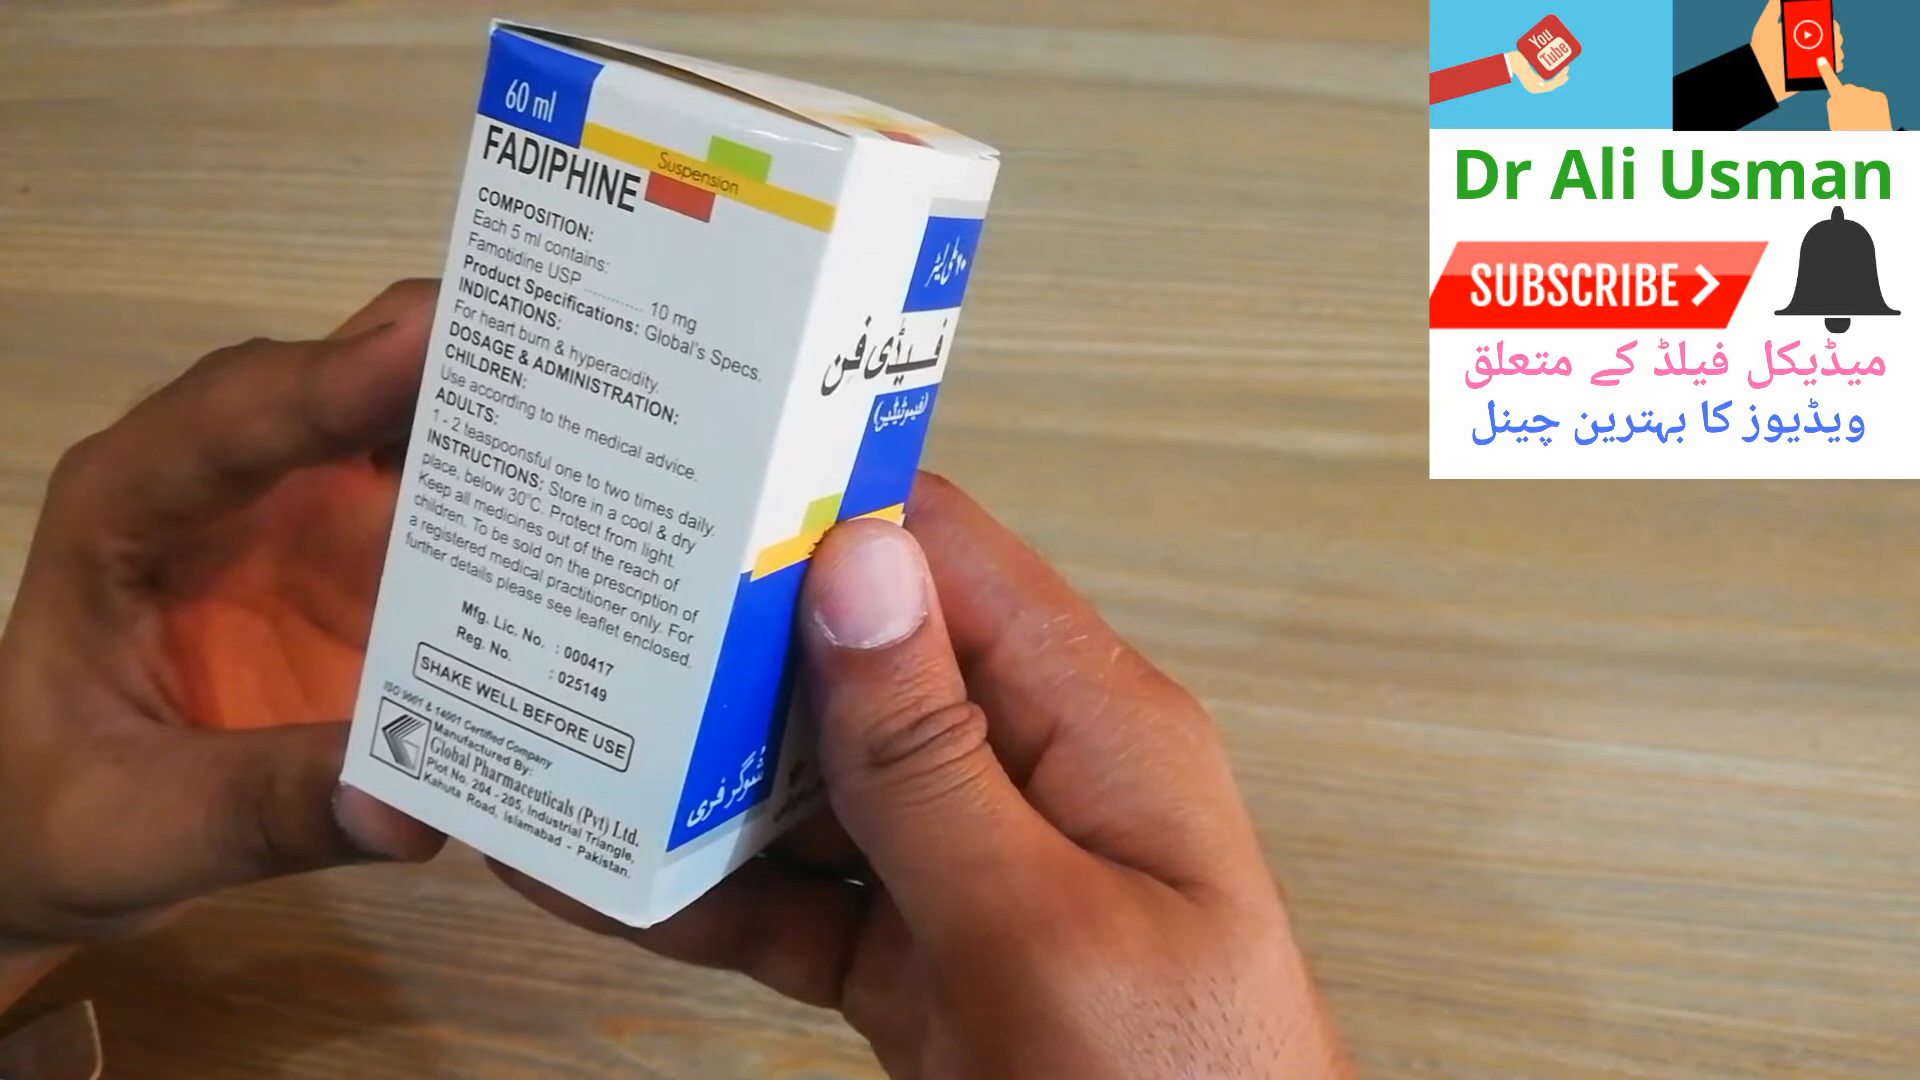 60 ml
FADIPHINE
Suspension
COMPOSITION:
Each 5 ml contains:
Famotidine USP ............ 10 mg
Product Specifications: Global's Specs.
INDICATIONS:
For heart burn & hyperacidity.
DOSAGE & ADMINISTRATION:
CHILDREN:
Use according to the medical advice.
ADULTS:
1 - 2 teaspoonsful one to two times daily.
INSTRUCTIONS: Store in a cool & dry
place, below 30°C. Protect from light.
Keep all medicines out of the reach of
children. To be sold on the prescription of
a registered medical practitioner only. For
further details please see leaflet enclosed.
Mfg. Lic. No. : 000417
Reg. No. : 025149
SHAKE WELL BEFORE USE
ISO 9001 & 14001 Certified Company
Manufactured By:
Global Pharmaceuticals (Pvt) Ltd.
Plot No. 204 - 205, Industrial Triangle,
Kahuta Road, Islamabad - Pakistan.
۶۰ ملی لیٹر
فیڈی فن
(فیموٹیڈین)
شوگر فری
You
Tube
Dr Ali Usman
SUBSCRIBE
میڈیکل فیلڈ کے متعلق
ویڈیوز کا بہترین چینل